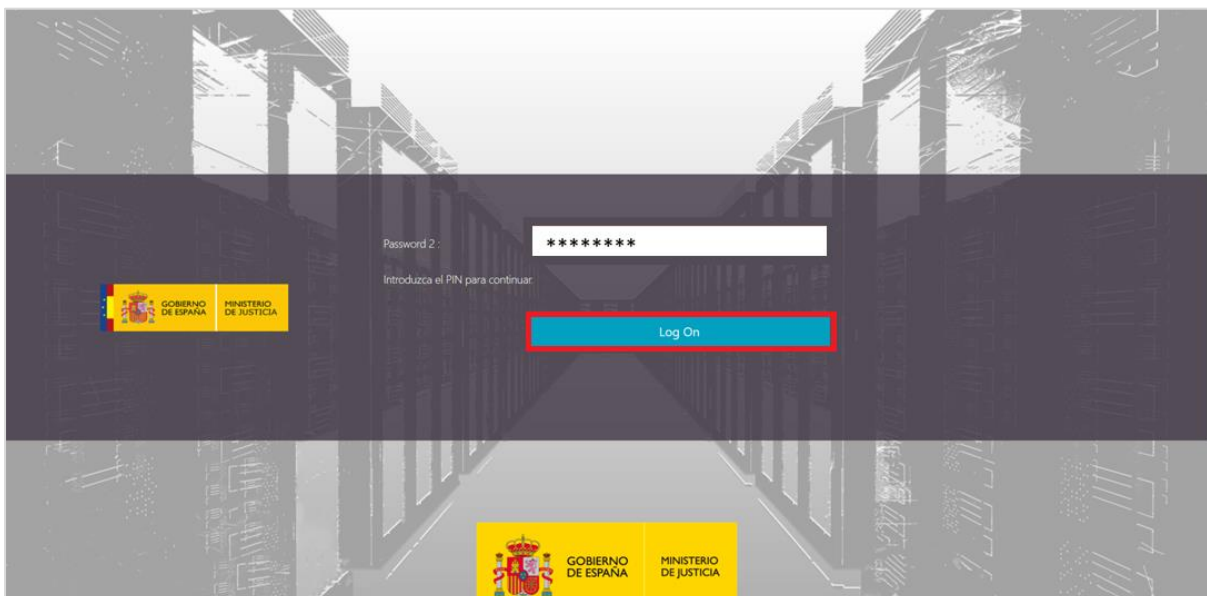 Password 2 :
********
Introduzca el PIN para continuar.
GOBIERNO
DE ESPAÑA
MINISTERIO
DE JUSTICIA
Log On
GOBIERNO
DE ESPAÑA
MINISTERIO
DE JUSTICIA